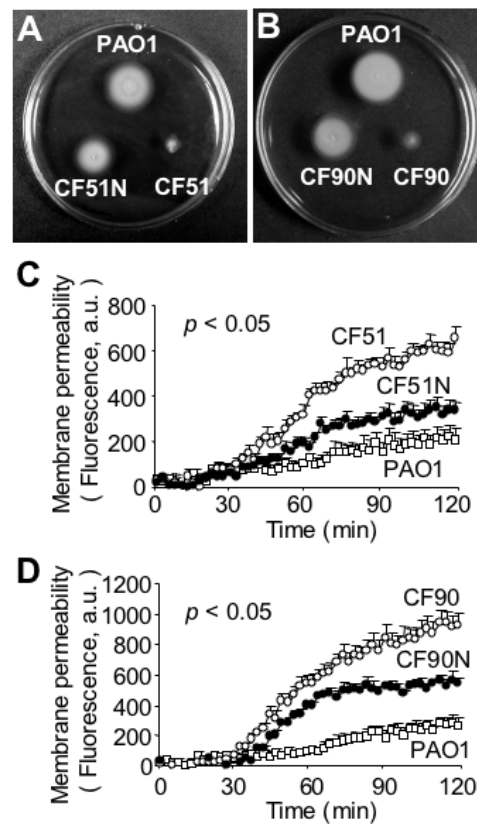 A
PAO1
CF51N
CF51
B
PAO1
CF90N
CF90
C
Membrane permeability
( Fluorescence, a.u. )
800
600
400
200
0
p < 0.05
CF51
CF51N
PAO1
0 30 60 90 120
Time (min)
D
Membrane permeability
( Fluorescence, a.u. )
1200
1000
800
600
400
200
0
p < 0.05
CF90
CF90N
PAO1
0 30 60 90 120
Time (min)